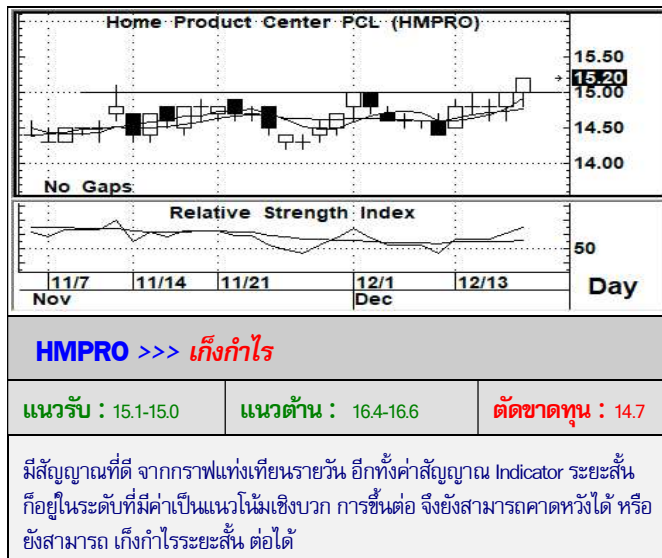 Home Product Center PCL (HMPRO)
15.50
15.20
15.00
14.50
14.00
No Gaps
Relative Strength Index
50
11/7 11/14 11/21 12/1 12/13
Nov Dec
Day
HMPRO >>> เก็งกำไร
แนวรับ : 15.1-15.0 แนวต้าน : 16.4-16.6 ตัดขาดทุน : 14.7
มีสัญญาณที่ดี จากกราฟแท่งเทียนรายวัน อีกทั้งค่าสัญญาณ Indicator ระยะสั้น
ก็อยู่ในระดับที่มีค่าเป็นแนวโน้มเชิงบวก การขึ้นต่อ จึงยังสามารถคาดหวังได้ หรือ
ยังสามารถ เก็งกำไรระยะสั้น ต่อได้